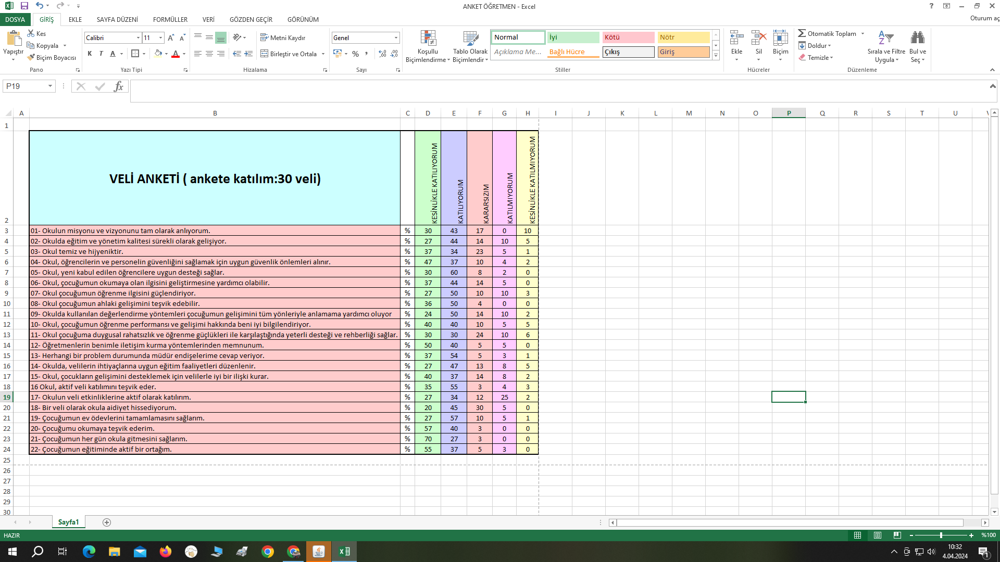 ANKET ÖĞRETMEN - Excel
DOSYA GİRİŞ EKLE SAYFA DÜZENİ FORMÜLLER VERİ GÖZDEN GEÇİR GÖRÜNÜM
Oturum aç
Yapıştır
Kes
Kopyala
Biçim Boyacısı
Pano
Calibri 11
K T A
Yazı Tipi
Metni Kaydır
Birleştir ve Ortala
Hizalama
Genel
Sayı
Koşullu Biçimlendirme
Tablo Olarak Biçimlendir
Normal İyi Kötü Nötr
Açıklama Me... Bağlı Hücre Çıkış Giriş
Stiller
Ekle Sil Biçim
Hücreler
Otomatik Toplam
Doldur
Temizle
Sırala ve Filtre Uygula
Bul ve Seç
Düzenleme
P19
fx
A B C D E F G H I J K L M N O P Q R S T U
1
2 VELİ ANKETİ ( ankete katılım:30 veli) KESİNLİKLE KATILIYORUM KATILIYORUM KARARSIZIM KATILMIYORUM KESİNLİKLE KATILMIYORUM
3 01- Okulun misyonu ve vizyonunu tam olarak anlıyorum. % 30 43 17 0 10
4 02- Okulda eğitim ve yönetim kalitesi sürekli olarak gelişiyor. % 27 44 14 10 5
5 03- Okul temiz ve hijyeniktir. % 37 34 23 5 1
6 04- Okul, öğrencilerin ve personelin güvenliğini sağlamak için uygun güvenlik önlemleri alınır. % 47 37 10 4 2
7 05- Okul, yeni kabul edilen öğrencilere uygun desteği sağlar. % 30 60 8 2 0
8 06- Okul, çocuğumun okumaya olan ilgisini geliştirmesine yardımcı olabilir. % 37 44 14 5 0
9 07- Okul çocuğumun öğrenme ilgisini güçlendiriyor. % 27 50 10 10 3
10 08- Okul çocuğumun ahlaki gelişimini teşvik edebilir. % 36 50 4 0 0
11 09- Okulda kullanılan değerlendirme yöntemleri çocuğumun gelişimini tüm yönleriyle anlamama yardımcı oluyor % 24 50 14 10 2
12 10- Okul, çocuğumun öğrenme performansı ve gelişimi hakkında beni iyi bilgilendiriyor. % 40 40 10 5 5
13 11- Okul çocuğuma duygusal rahatsızlık ve öğrenme güçlükleri ile karşılaştığında yeterli desteği ve rehberliği sağlar. % 30 30 24 10 6
14 12- Öğretmenlerin benimle iletişim kurma yöntemlerinden memnunum. % 50 40 5 5 0
15 13- Herhangi bir problem durumunda müdür endişelerime cevap veriyor. % 37 54 5 3 1
16 14- Okulda, velilerin ihtiyaçlarına uygun eğitim faaliyetleri düzenlenir. % 27 47 13 8 5
17 15- Okul, çocukların gelişimini desteklemek için velilerle iyi bir ilişki kurar. % 40 37 14 8 2
18 16 Okul, aktif veli katılımını teşvik eder. % 35 55 3 4 3
19 17- Okulun veli etkinliklerine aktif olarak katılırım. % 27 34 12 25 2
20 18- Bir veli olarak okula aidiyet hissediyorum. % 20 45 30 5 0
21 19- Çocuğumun ev ödevlerini tamamlamasını sağlarım. % 27 57 10 5 1
22 20- Çocuğumu okumaya teşvik ederim. % 57 40 3 0 0
23 21- Çocuğumun her gün okula gitmesini sağlarım. % 70 27 3 0 0
24 22- Çocuğumun eğitiminde aktif bir ortağım. % 55 37 5 3 0
25
26
27
28
29
30
Sayfa1
HAZIR
%100
10:32
4.04.2024
1